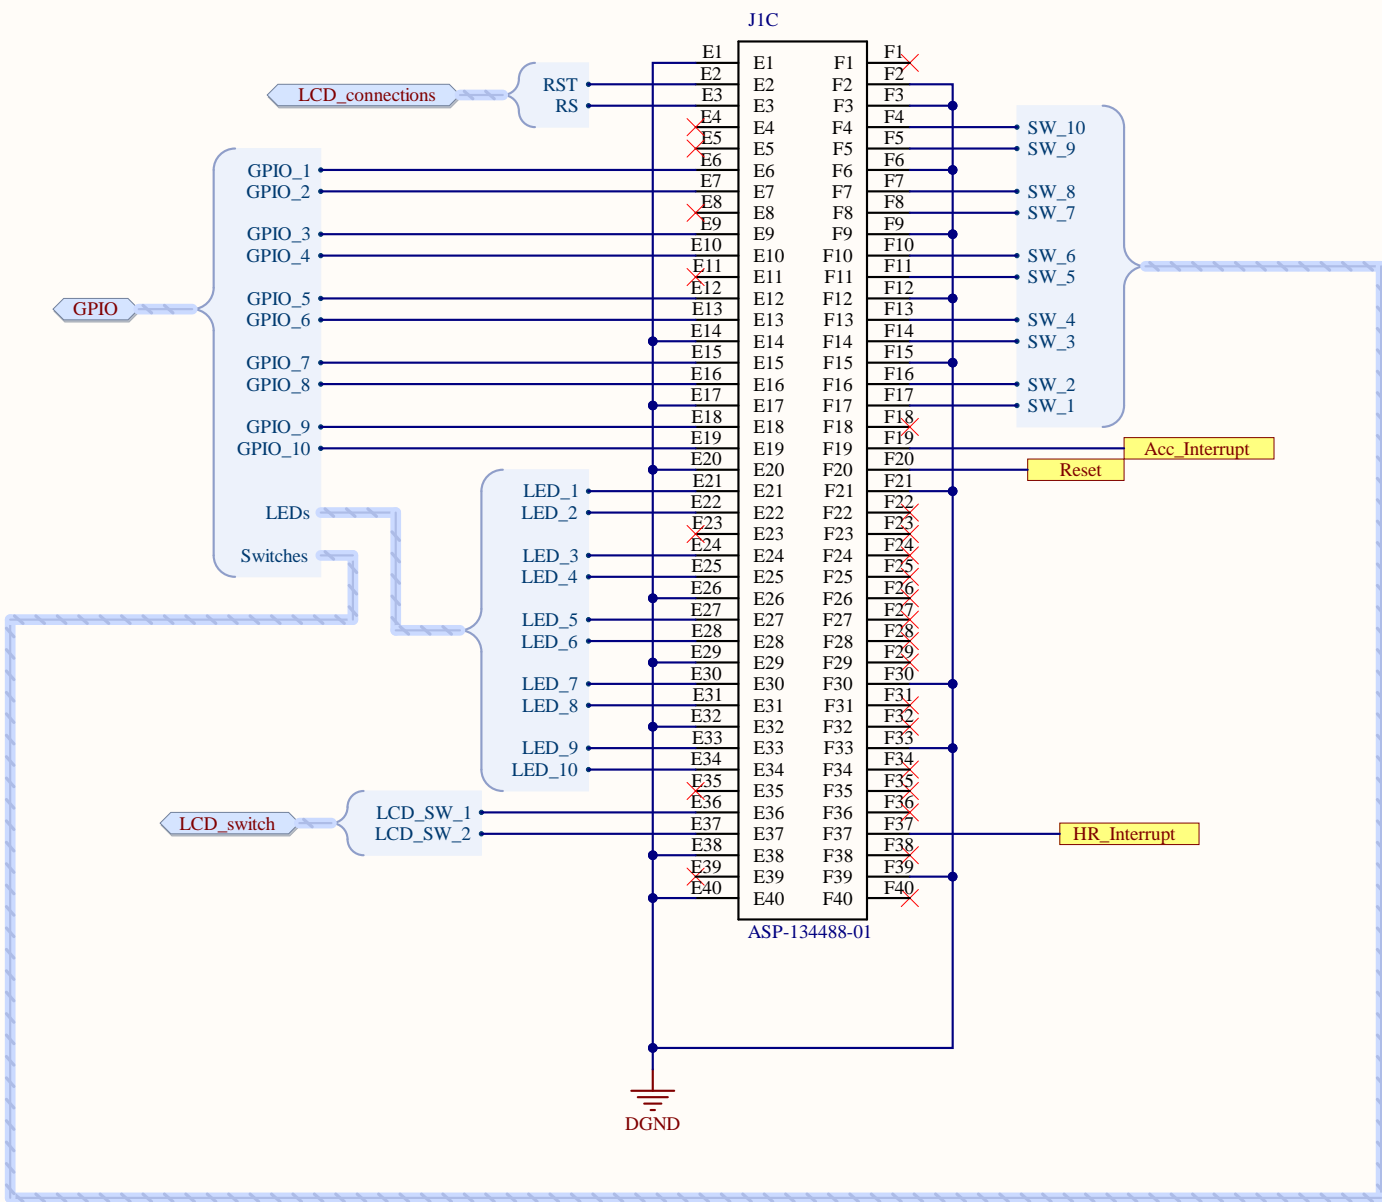 J1C
E1 E1 F1 F1
E2 E2 F2 F2
E3 E3 F3 F3
E4 E4 F4 F4
E5 E5 F5 F5
E6 E6 F6 F6
E7 E7 F7 F7
E8 E8 F8 F8
E9 E9 F9 F9
E10 E10 F10 F10
E11 E11 F11 F11
E12 E12 F12 F12
E13 E13 F13 F13
E14 E14 F14 F14
E15 E15 F15 F15
E16 E16 F16 F16
E17 E17 F17 F17
E18 E18 F18 F18
E19 E19 F19 F19
E20 E20 F20 F20
E21 E21 F21 F21
E22 E22 F22 F22
E23 E23 F23 F23
E24 E24 F24 F24
E25 E25 F25 F25
E26 E26 F26 F26
E27 E27 F27 F27
E28 E28 F28 F28
E29 E29 F29 F29
E30 E30 F30 F30
E31 E31 F31 F31
E32 E32 F32 F32
E33 E33 F33 F33
E34 E34 F34 F34
E35 E35 F35 F35
E36 E36 F36 F36
E37 E37 F37 F37
E38 E38 F38 F38
E39 E39 F39 F39
E40 E40 F40 F40
ASP-134488-01
LCD_connections
RST
RS
GPIO
GPIO_1
GPIO_2
GPIO_3
GPIO_4
GPIO_5
GPIO_6
GPIO_7
GPIO_8
GPIO_9
GPIO_10
LEDs
Switches
LED_1
LED_2
LED_3
LED_4
LED_5
LED_6
LED_7
LED_8
LED_9
LED_10
LCD_switch
LCD_SW_1
LCD_SW_2
SW_10
SW_9
SW_8
SW_7
SW_6
SW_5
SW_4
SW_3
SW_2
SW_1
Acc_Interrupt
Reset
HR_Interrupt
DGND